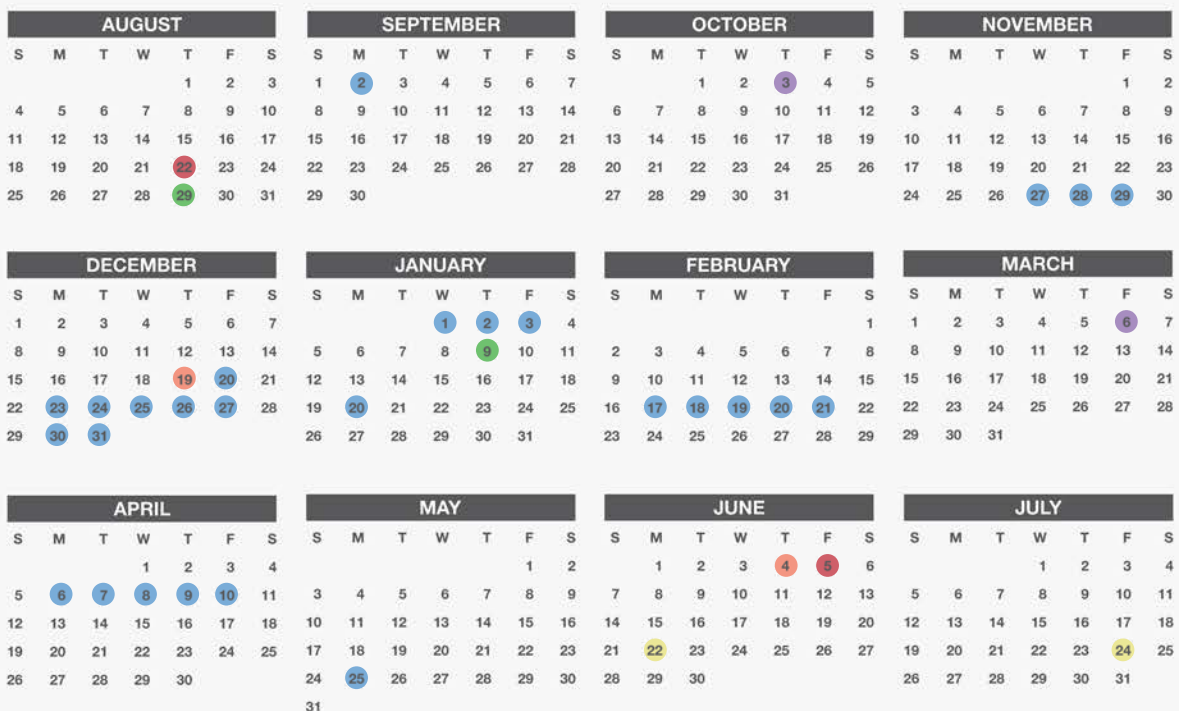 AUGUST
S M T W T F S
1 2 3
4 5 6 7 8 9 10
11 12 13 14 15 16 17
18 19 20 21 22 23 24
25 26 27 28 29 30 31
SEPTEMBER
S M T W T F S
1 2 3 4 5 6 7
8 9 10 11 12 13 14
15 16 17 18 19 20 21
22 23 24 25 26 27 28
29 30
OCTOBER
S M T W T F S
1 2 3 4 5
6 7 8 9 10 11 12
13 14 15 16 17 18 19
20 21 22 23 24 25 26
27 28 29 30 31
NOVEMBER
S M T W T F S
1 2
3 4 5 6 7 8 9
10 11 12 13 14 15 16
17 18 19 20 21 22 23
24 25 26 27 28 29 30
DECEMBER
S M T W T F S
1 2 3 4 5 6 7
8 9 10 11 12 13 14
15 16 17 18 19 20 21
22 23 24 25 26 27 28
29 30 31
JANUARY
S M T W T F S
1 2 3 4
5 6 7 8 9 10 11
12 13 14 15 16 17 18
19 20 21 22 23 24 25
26 27 28 29 30 31
FEBRUARY
S M T W T F S
1
2 3 4 5 6 7 8
9 10 11 12 13 14 15
16 17 18 19 20 21 22
23 24 25 26 27 28 29
MARCH
S M T W T F S
1 2 3 4 5 6 7
8 9 10 11 12 13 14
15 16 17 18 19 20 21
22 23 24 25 26 27 28
29 30 31
APRIL
S M T W T F S
1 2 3 4
5 6 7 8 9 10 11
12 13 14 15 16 17 18
19 20 21 22 23 24 25
26 27 28 29 30
MAY
S M T W T F S
1 2
3 4 5 6 7 8 9
10 11 12 13 14 15 16
17 18 19 20 21 22 23
24 25 26 27 28 29 30
31
JUNE
S M T W T F S
1 2 3 4 5 6
7 8 9 10 11 12 13
14 15 16 17 18 19 20
21 22 23 24 25 26 27
28 29 30
JULY
S M T W T F S
1 2 3 4
5 6 7 8 9 10 11
12 13 14 15 16 17 18
19 20 21 22 23 24 25
26 27 28 29 30 31